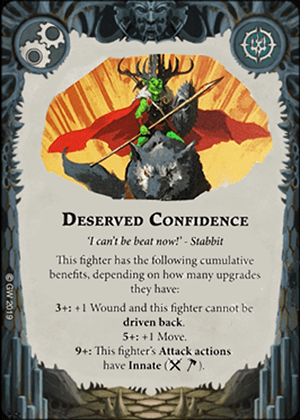 DESERVED CONFIDENCE
'I can't be beat now!' - Stabbit
This fighter has the following cumulative
benefits, depending on how many upgrades
they have:
3+: +1 Wound and this fighter cannot be
driven back.
5+: +1 Move.
9+: This fighter's Attack actions
have Innate ( ).
© GW 2019